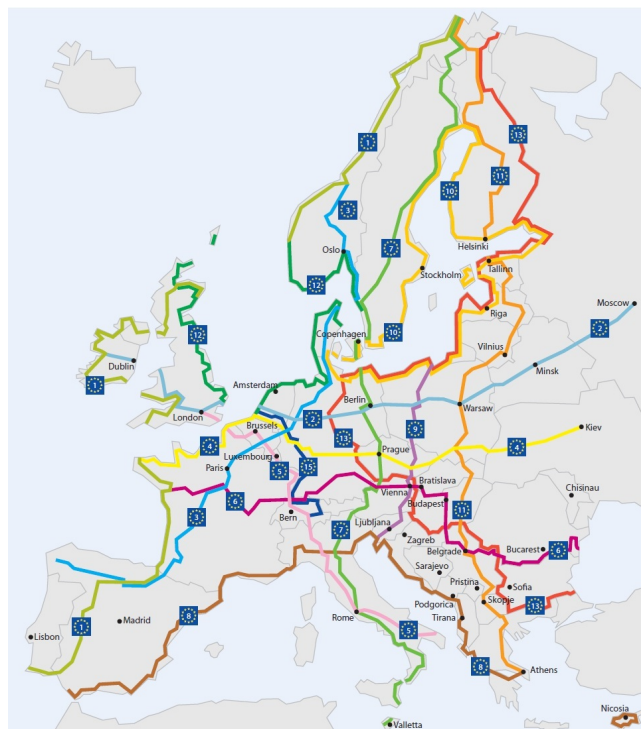 1
13
11
10
3
7
Oslo
Helsinki
Tallinn
12
Stockholm
Moscow
2
Riga
10
12
Copenhagen
Vilnius
Dublin
Minsk
1
Amsterdam
Berlin
Warsaw
London
2
9
Brussels
13
Kiev
4
4
Luxembourg
Prague
15
5
Paris
Bratislava
6
Vienna
Chisinau
3
Budapest
11
Bern
Ljubljana
7
Zagreb
Belgrade
Bucharest
6
Sarajevo
Pristina
Sofia
Skopje
13
Podgorica
Tirana
Rome
8
Madrid
1
Lisbon
5
8
Athens
Nicosia
Valletta